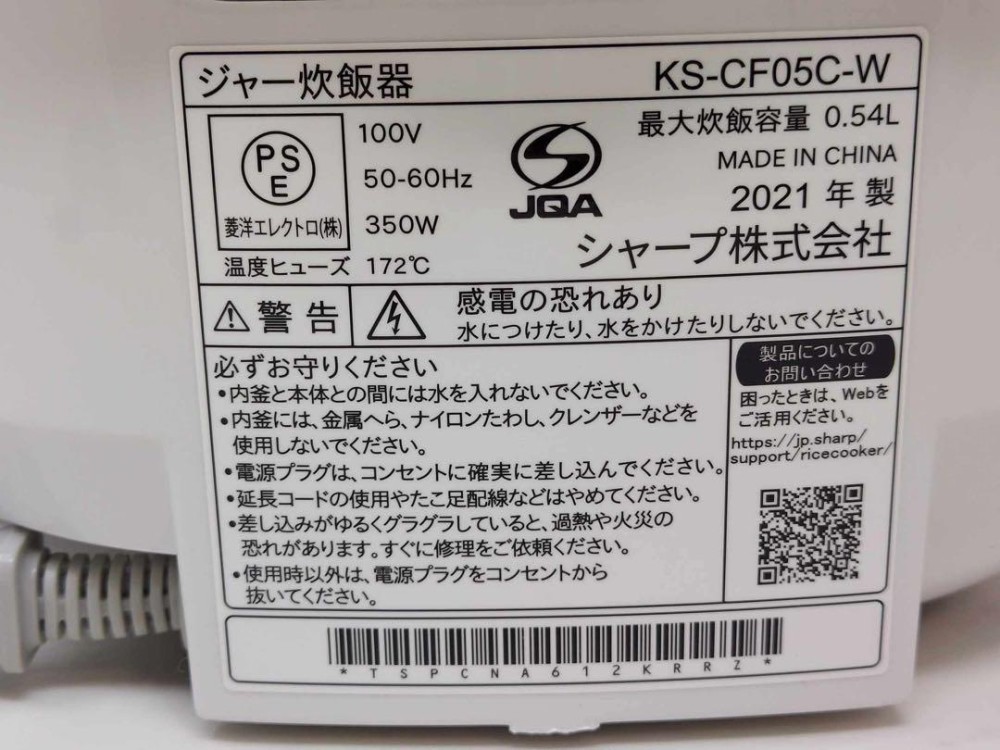 ジャー炊飯器
KS-CF05C-W
PS
E
菱洋エレクトロ(株)
100V
50-60Hz
350W
温度ヒューズ 172℃
JQA
最大炊飯容量 0.54L
MADE IN CHINA
2021 年 製
シャープ株式会社
⚠ 警 告
感電の恐れあり
水につけたり、水をかけたりしないでください。
必ずお守りください
•内釜と本体との間には水を入れないでください。
•内釜には、金属へら、ナイロンたわし、クレンザーなどを
使用しないでください。
•電源プラグは、コンセントに確実に差し込んでください。
•延長コードの使用やたこ足配線などはやめてください。
•差し込みがゆるくグラグラしていると、過熱や火災の
恐れがあります。すぐに修理をご依頼ください。
•使用時以外は、電源プラグをコンセントから
抜いてください。
製品についての
お問い合わせ
困ったときは、Webを
ご活用ください。
https://jp.sharp/
support/ricecooker/
*TSPCNA612KRRZ*